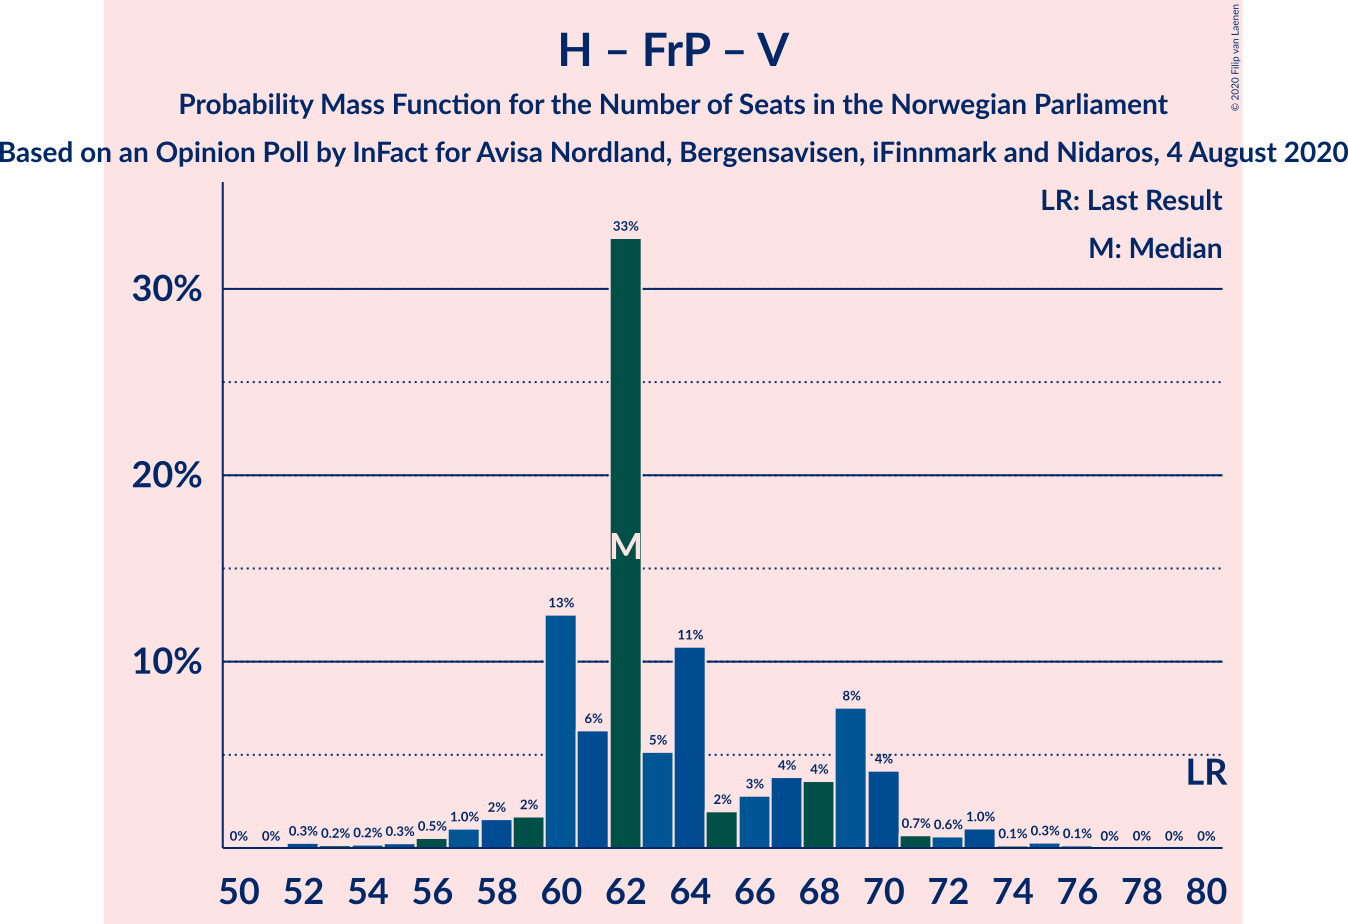 H – FrP – V
Probability Mass Function for the Number of Seats in the Norwegian Parliament
Based on an Opinion Poll by InFact for Avisa Nordland, Bergensavisen, iFinnmark and Nidaros, 4 August 2020
© 2020 Filip van Laenen
LR: Last Result
M: Median
30%
20%
10%
0% 0% 0.3% 0.2% 0.2% 0.3% 0.5% 1.0% 2% 2% 13% 6% 33% 5% 11% 2% 3% 4% 4% 8% 4% 0.7% 0.6% 1.0% 0.1% 0.3% 0.1% 0% 0% 0% 0%
M
LR
50 52 54 56 58 60 62 64 66 68 70 72 74 76 78 80